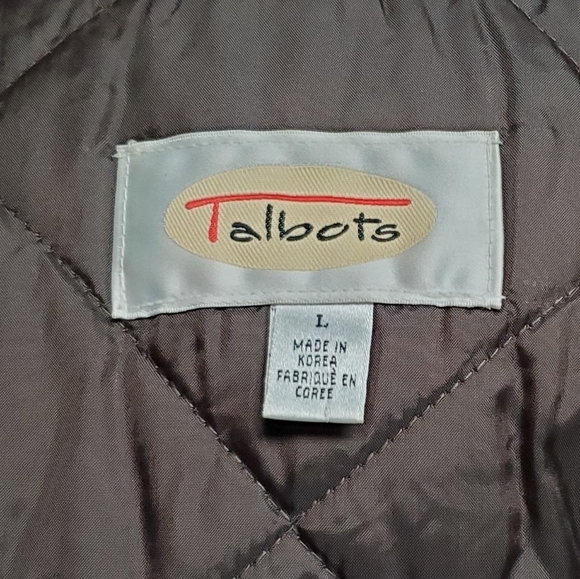 Talbots
L
MADE IN
KOREA
FABRIQUÉ EN
COREE